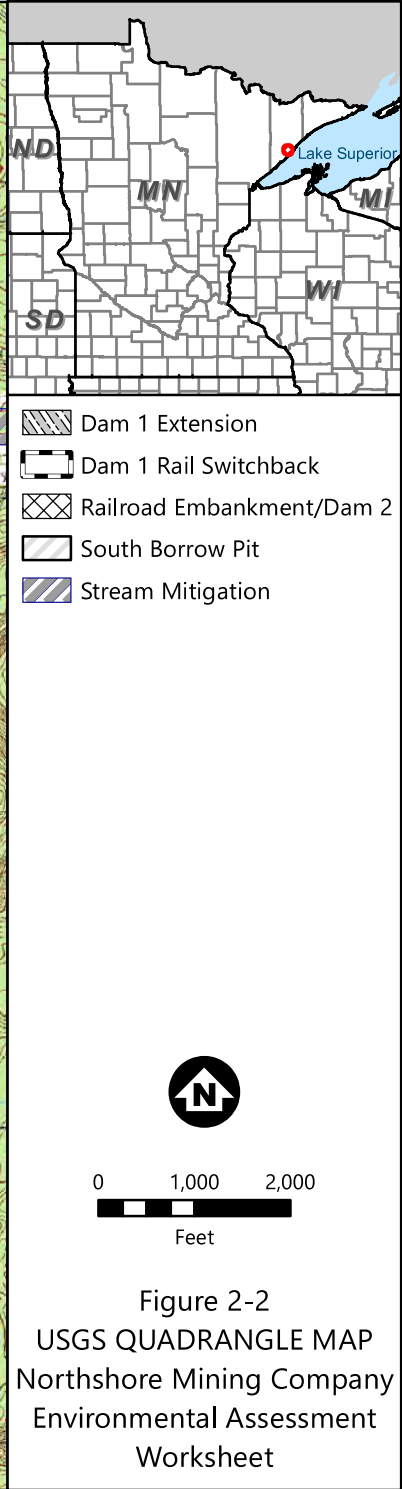 ND
MN
Lake Superior
MI
WI
SD
Dam 1 Extension
Dam 1 Rail Switchback
Railroad Embankment/Dam 2
South Borrow Pit
Stream Mitigation
N
0 1,000 2,000
Feet
Figure 2-2
USGS QUADRANGLE MAP
Northshore Mining Company
Environmental Assessment
Worksheet